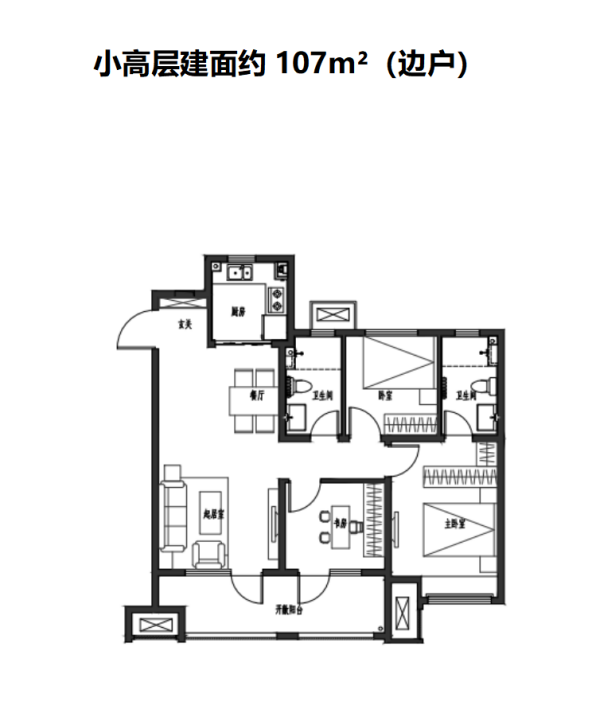 小高层建面约 107m²（边户）
厨房
玄关
餐厅
卫生间
卧室
卫生间
起居室
书房
主卧室
开敞阳台